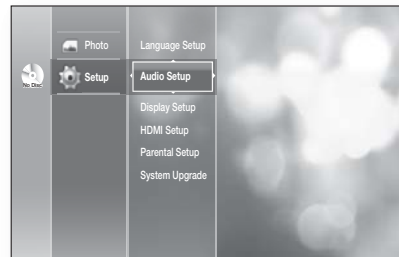 Photo
Setup
No Disc
Language Setup
Audio Setup
Display Setup
HDMI Setup
Parental Setup
System Upgrade